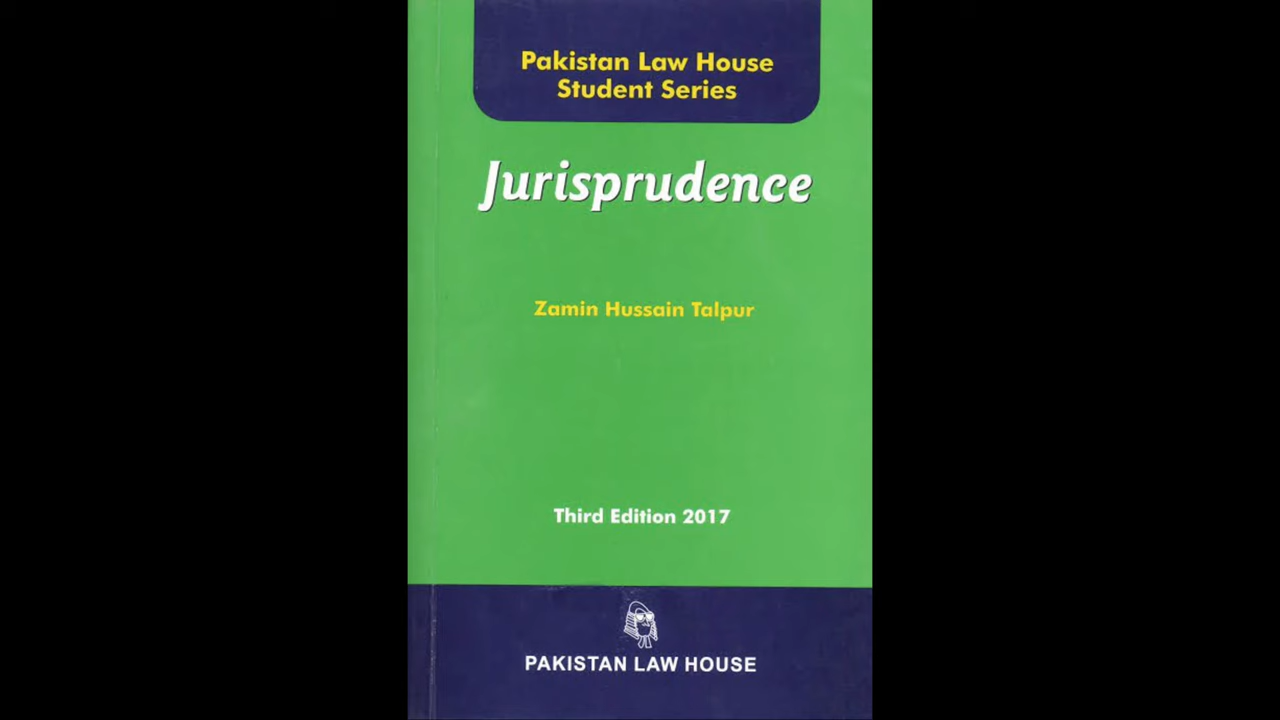 Pakistan Law House
Student Series
Jurisprudence
Zamin Hussain Talpur
Third Edition 2017
PAKISTAN LAW HOUSE